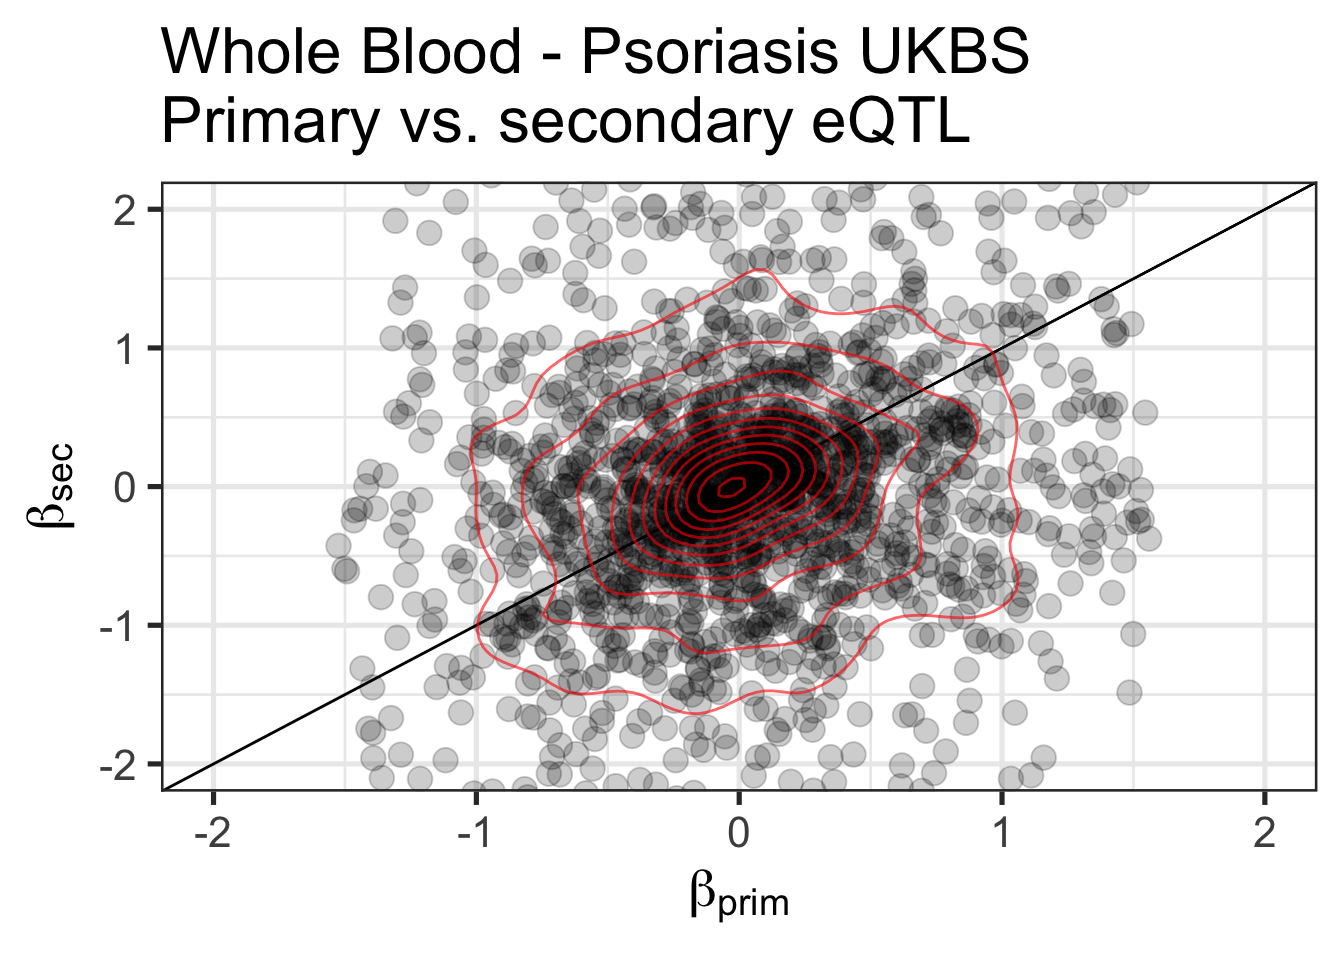 Whole Blood - Psoriasis UKBS
Primary vs. secondary eQTL
2
1
0
-1
-2
βsec
-2 -1 0 1 2
βprim